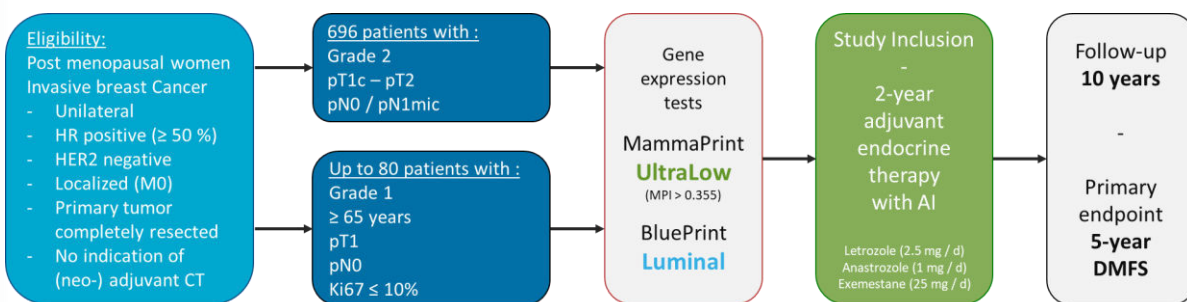 Eligibility:
Post menopausal women
Invasive breast Cancer
- Unilateral
- HR positive (≥ 50 %)
- HER2 negative
- Localized (M0)
- Primary tumor
completely resected
- No indication of
(neo-) adjuvant CT
696 patients with :
Grade 2
pT1c – pT2
pN0 / pN1mic
Up to 80 patients with :
Grade 1
≥ 65 years
pT1
pN0
Ki67 ≤ 10%
Gene
expression
tests
MammaPrint
UltraLow
(MPI > 0.355)
BluePrint
Luminal
Study Inclusion
-
2-year
adjuvant
endocrine
therapy
with AI
Letrozole (2.5 mg / d)
Anastrozole (1 mg / d)
Exemestane (25 mg / d)
Follow-up
10 years
-
Primary
endpoint
5-year
DMFS